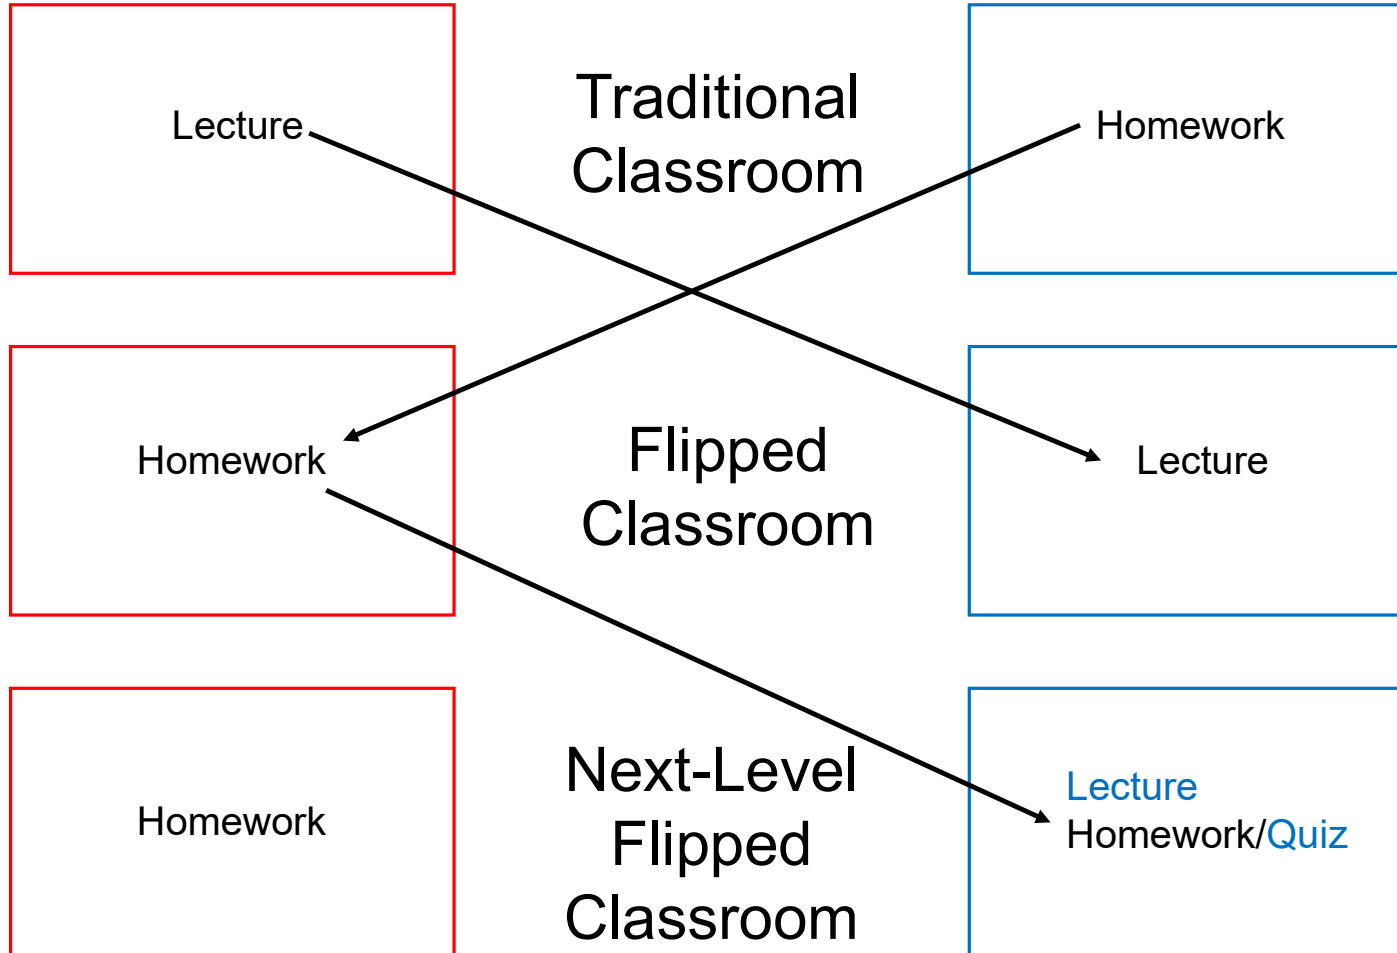 Lecture
Traditional
Classroom
Homework
Homework
Flipped
Classroom
Lecture
Homework
Next-Level
Flipped
Classroom
Lecture
Homework/Quiz